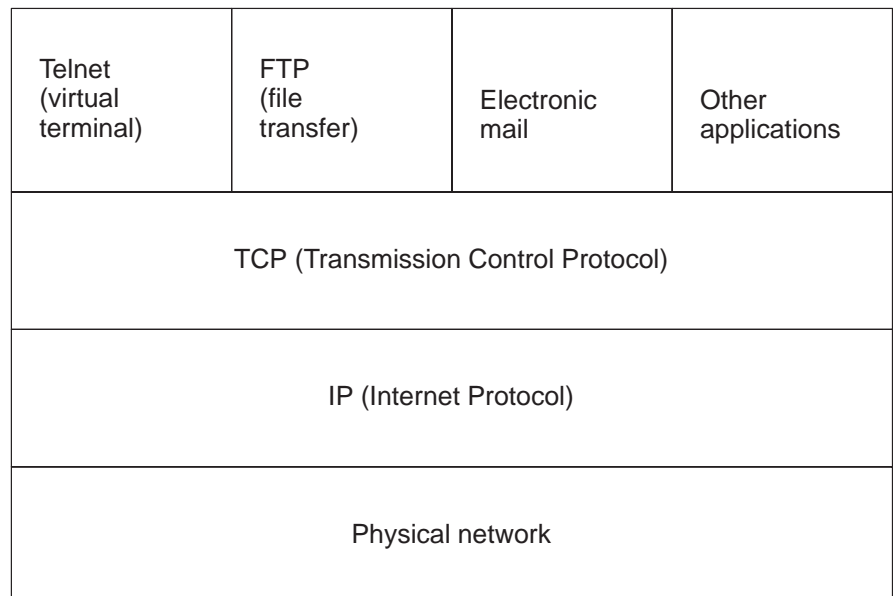 Telnet
(virtual
terminal)
FTP
(file
transfer)
Electronic
mail
Other
applications
TCP (Transmission Control Protocol)
IP (Internet Protocol)
Physical network